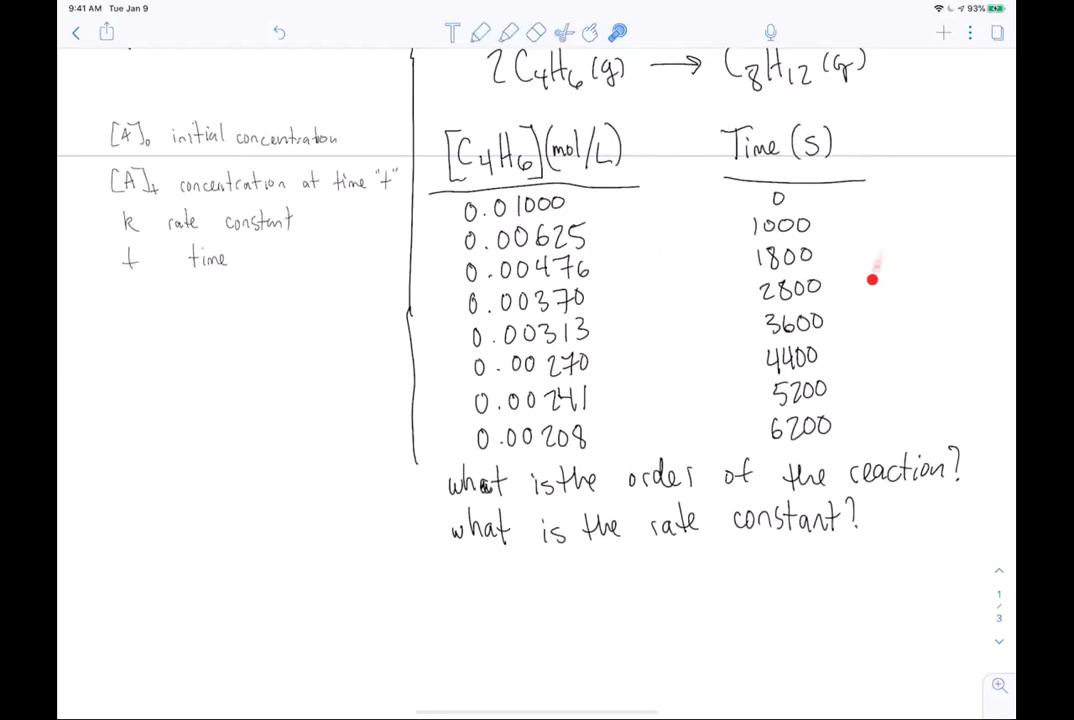 9:41 AM Tue Jan 9
93%
2C4H6(g) → C8H12(g)
[A]₀ initial concentration
[A]t concentration at time "t"
k rate constant
t time
[C4H6](mol/L) Time(s)
0.01000 0
0.00625 1000
0.00476 1800
0.00370 2800
0.00313 3600
0.00270 4400
0.00241 5200
0.00208 6200
what is the order of the reaction?
what is the rate constant?
1
/
3